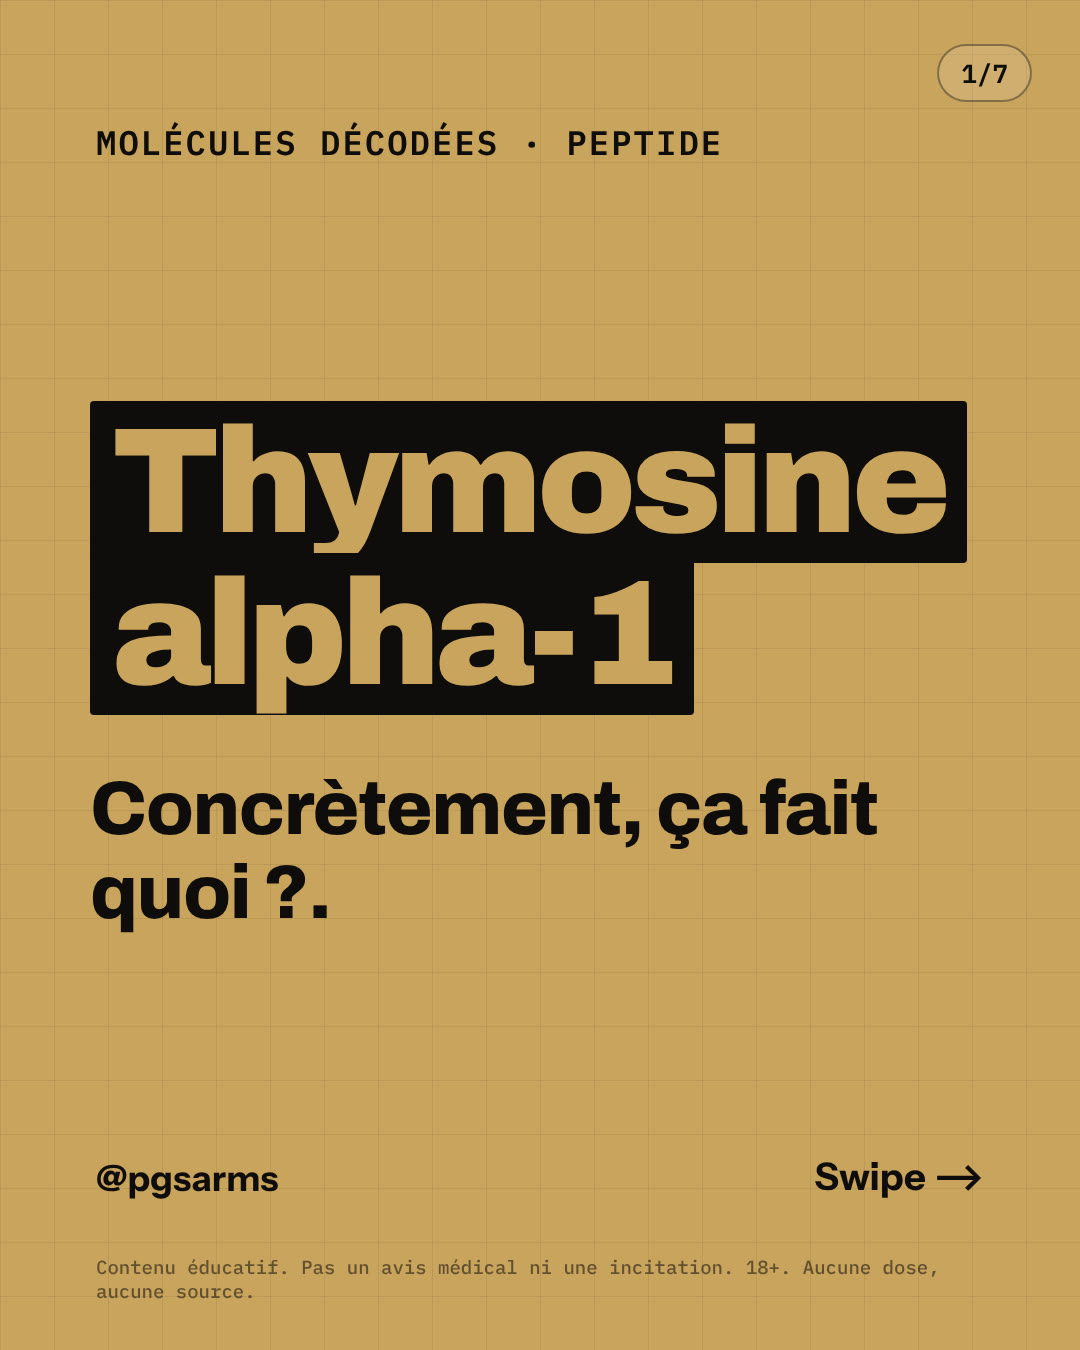 1/7
MOLÉCULES DÉCODÉES · PEPTIDE
Thymosine
alpha-1
Concrètement, ça fait
quoi ?.
@pgsarms
Swipe →
Contenu éducatif. Pas un avis médical ni une incitation. 18+. Aucune dose,
aucune source.